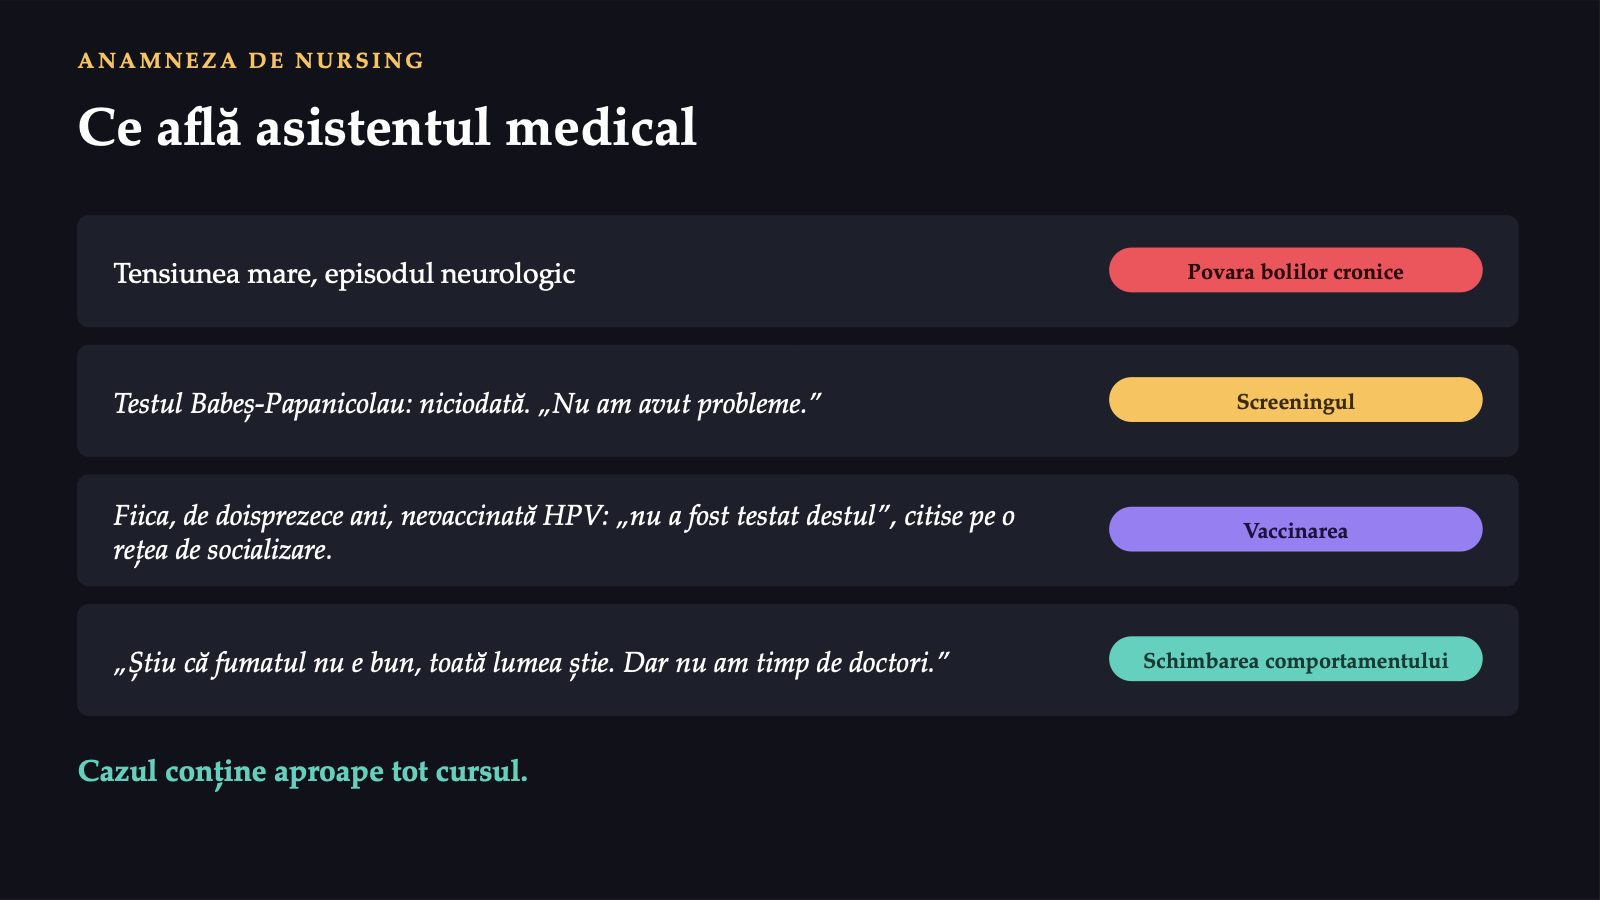 ANAMNEZA DE NURSING
Ce află asistentul medical
Tensiunea mare, episodul neurologic
Povara bolilor cronice
Testul Babeș-Papanicolau: niciodată. „Nu am avut probleme.”
Screeningul
Fiica, de doisprezece ani, nevaccinată HPV: „nu a fost testat destul”, citise pe o
rețea de socializare.
Vaccinarea
„Știu că fumatul nu e bun, toată lumea știe. Dar nu am timp de doctori.”
Schimbarea comportamentului
Cazul conține aproape tot cursul.